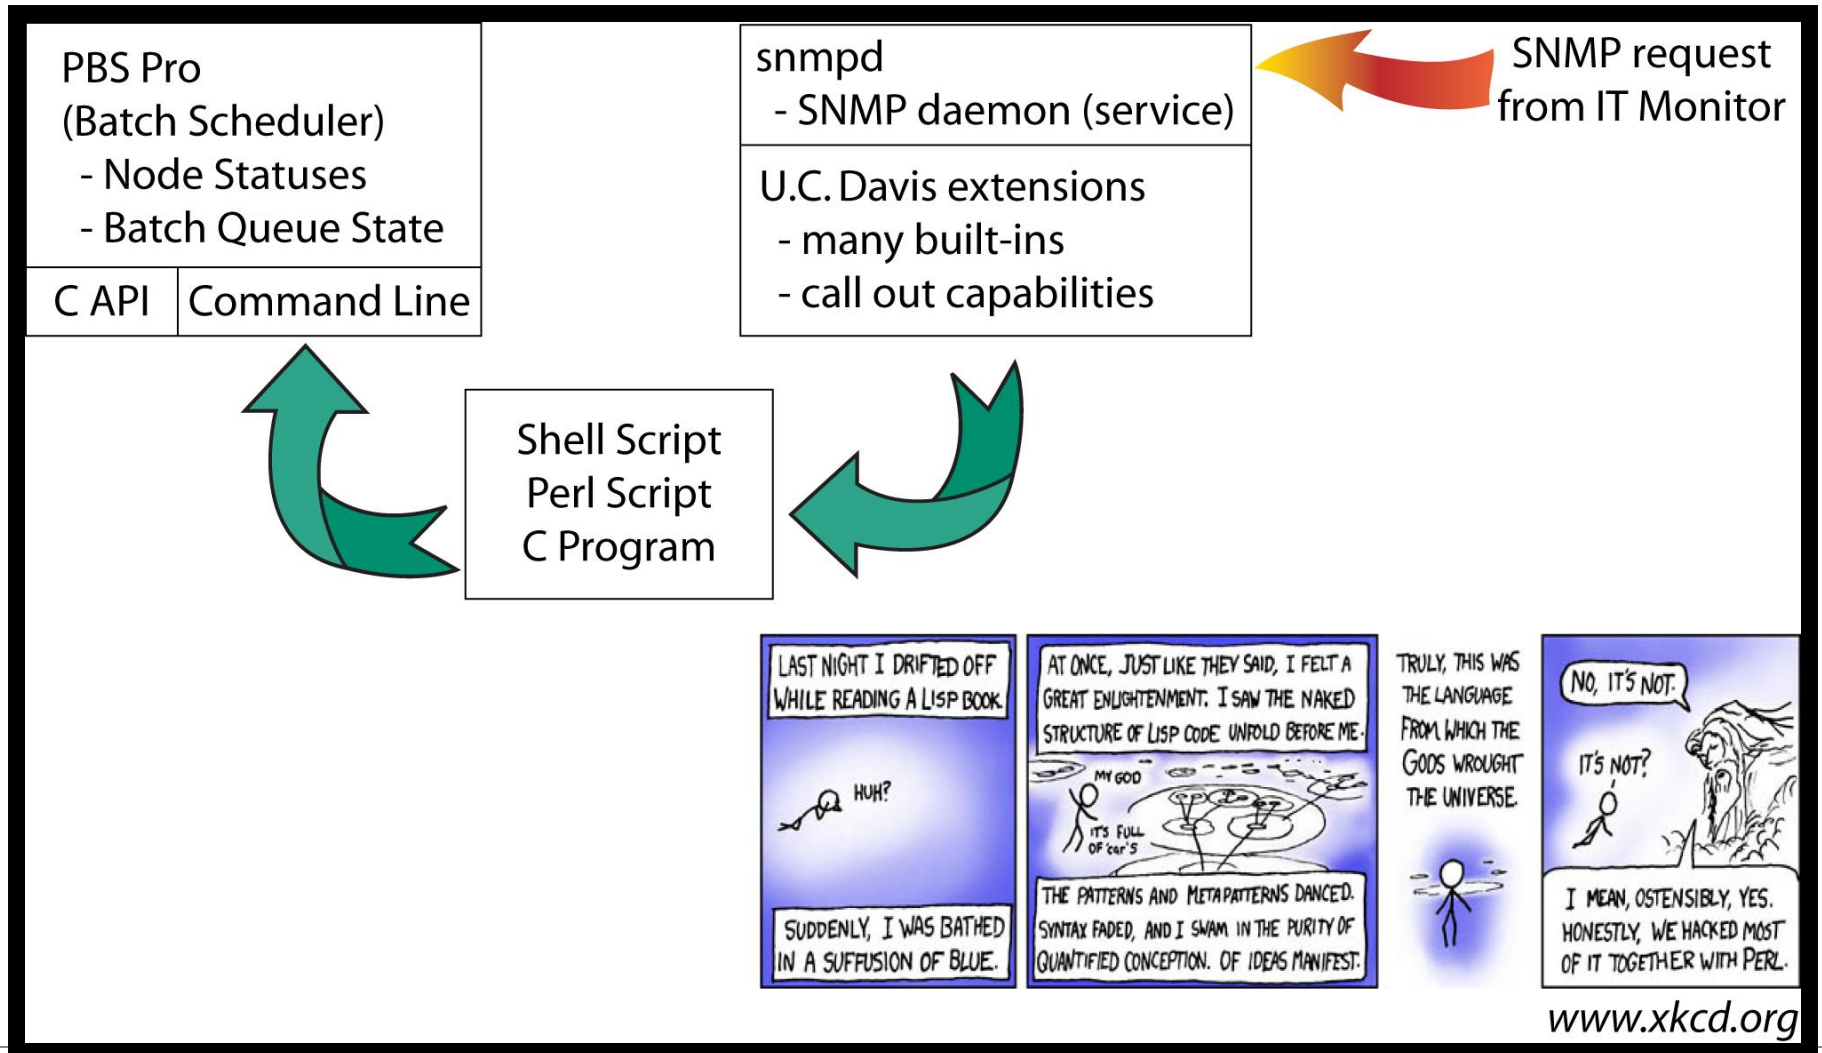 PBS Pro
(Batch Scheduler)
- Node Statuses
- Batch Queue State
C API
Command Line
snmpd
- SNMP daemon (service)
U.C. Davis extensions
- many built-ins
- call out capabilities
SNMP request
from IT Monitor
Shell Script
Perl Script
C Program
LAST NIGHT I DRIFTED OFF
WHILE READING A LISP BOOK.
HUH?
SUDDENLY, I WAS BATHED
IN A SUFFUSION OF BLUE.
AT ONCE, JUST LIKE THEY SAID, I FELT A
GREAT ENLIGHTENMENT. I SAW THE NAKED
STRUCTURE OF LISP CODE UNFOLD BEFORE ME.
MY GOD
IT'S FULL
OF 'car'S
THE PATTERNS AND METAPATTERNS DANCED.
SYNTAX FADED, AND I SWAM IN THE PURITY OF
QUANTIFIED CONCEPTION. OF IDEAS MANIFEST.
TRULY, THIS WAS
THE LANGUAGE
FROM WHICH THE
GODS WROUGHT
THE UNIVERSE.
NO, IT'S NOT.
IT'S NOT?
I MEAN, OSTENSIBLY, YES.
HONESTLY, WE HACKED MOST
OF IT TOGETHER WITH PERL.
www.xkcd.org